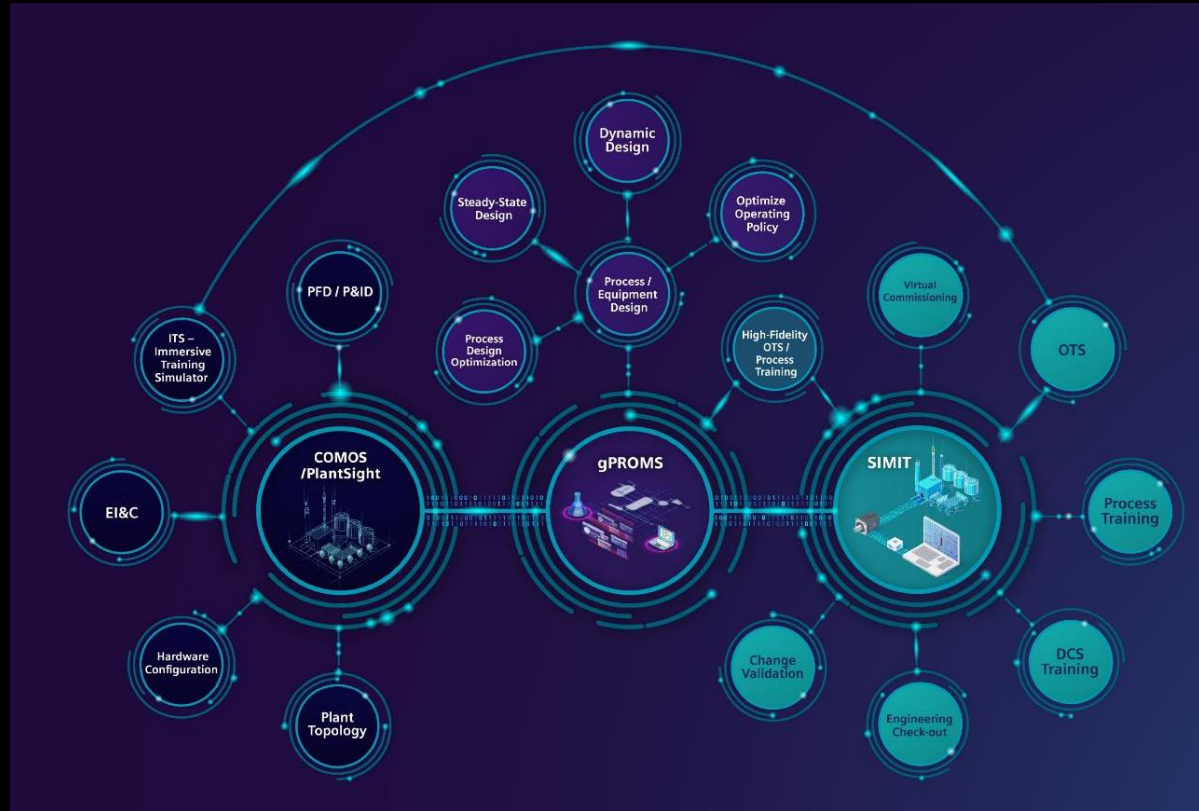 Dynamic
Design
Steady-State
Design
Optimize
Operating
Policy
PFD / P&ID
Process /
Equipment
Design
Virtual
Commissioning
ITS –
Immersive
Training
Simulator
Process
Design
Optimization
High-Fidelity
OTS /
Process
Training
OTS
COMOS
/PlantSight
gPROMS
SIMIT
EI&C
Process
Training
Hardware
Configuration
Plant
Topology
Change
Validation
Engineering
Check-out
DCS
Training